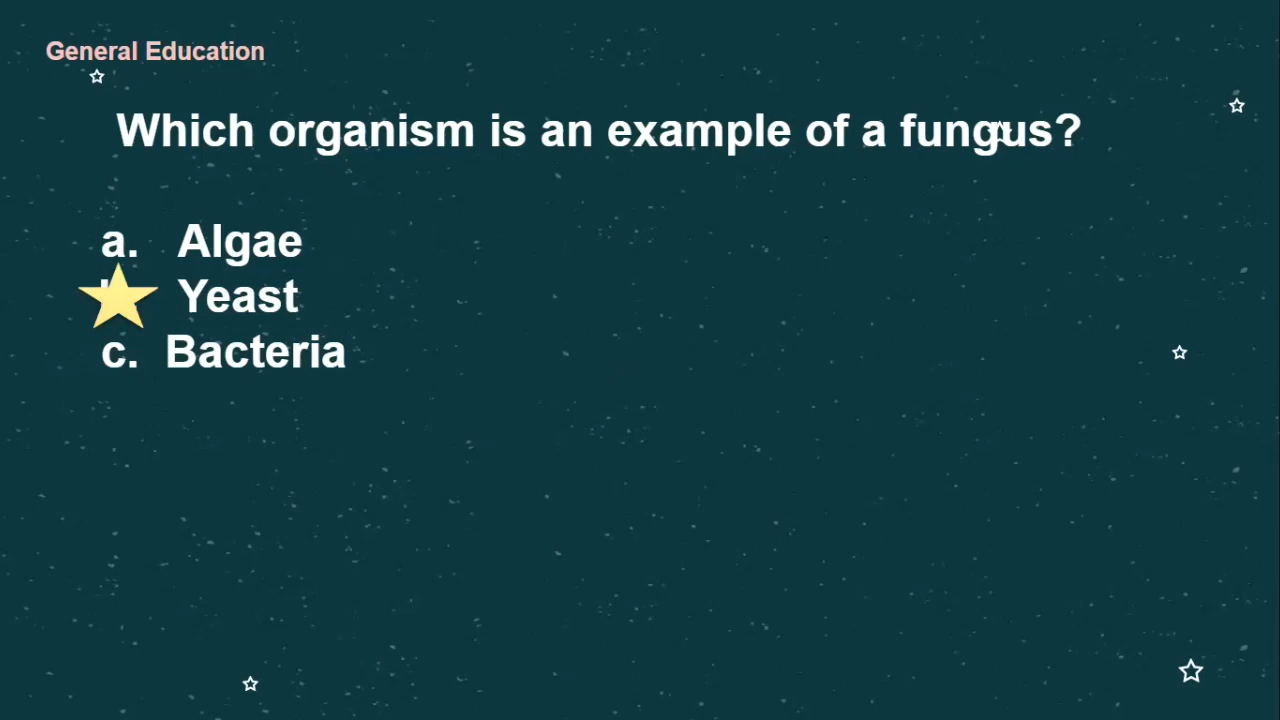 General Education
Which organism is an example of a fungus?
a. Algae
Yeast
c. Bacteria